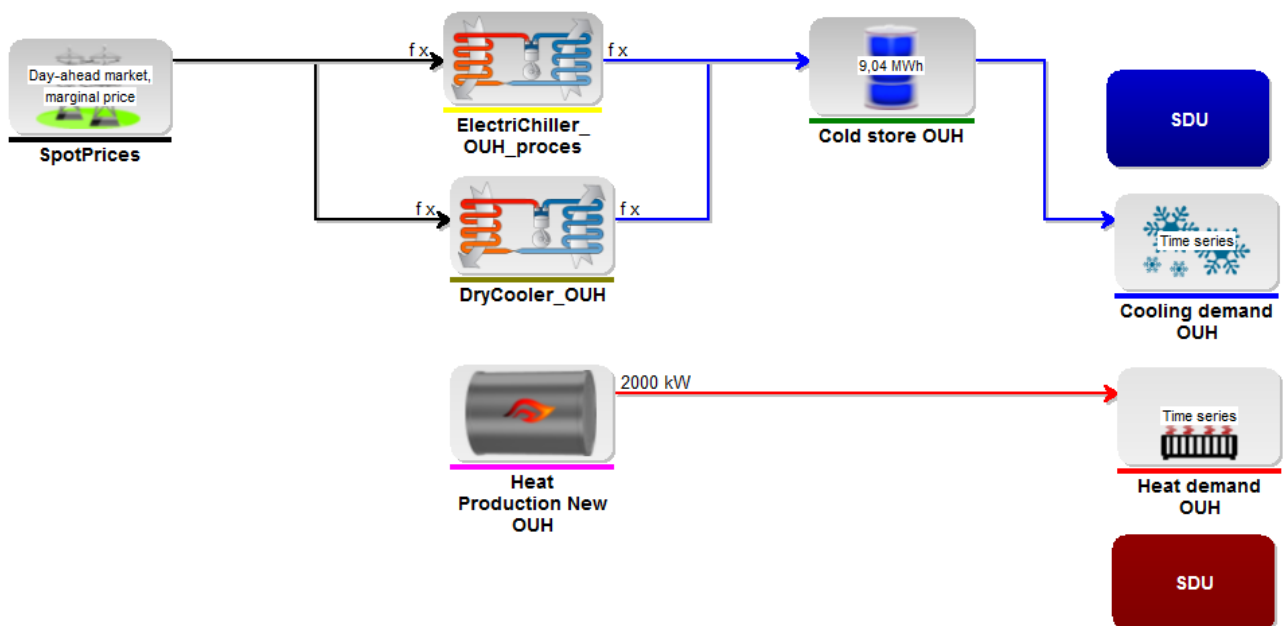 Day-ahead market,
marginal price
SpotPrices
f x
f x
ElectriChiller_
OUH_proces
9,04 MWh
Cold store OUH
SDU
f x
f x
DryCooler_OUH
Time series
Cooling demand
OUH
2000 kW
Heat
Production New
OUH
Time series
Heat demand
OUH
SDU